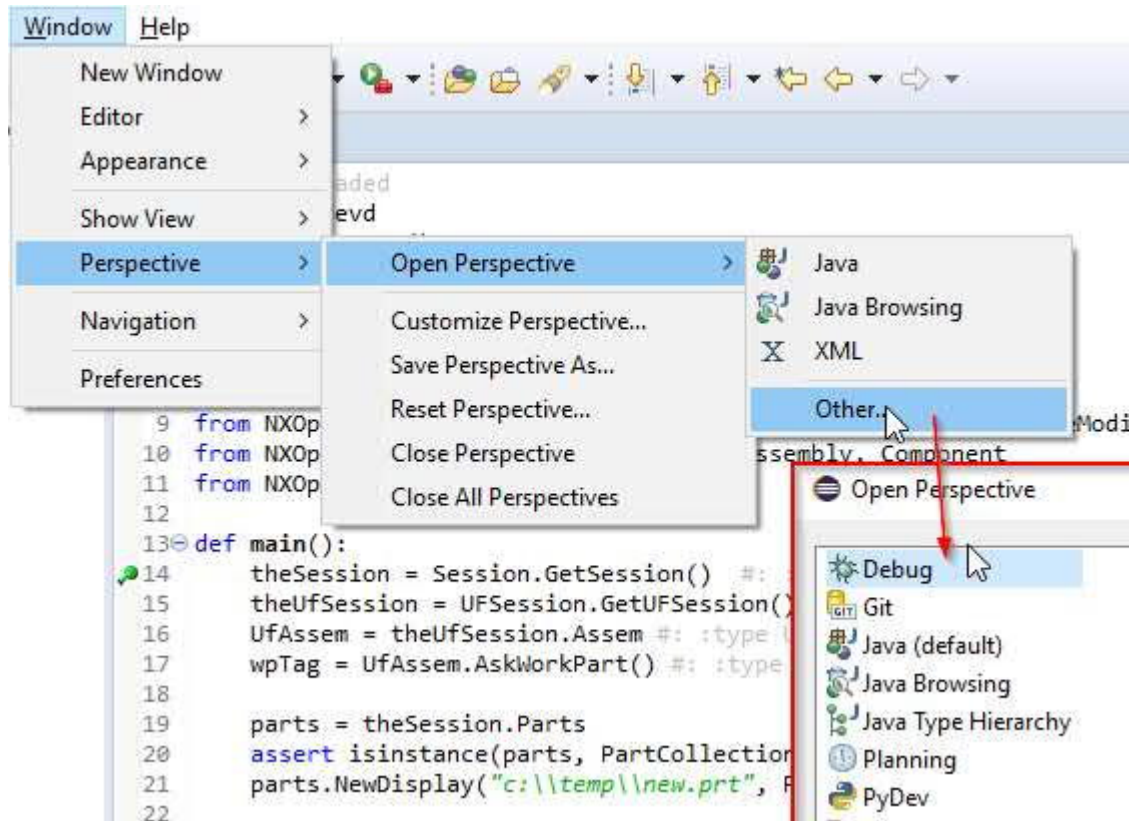 Window Help
New Window
Editor
Appearance
aded
Show View
evd
Perspective
Open Perspective
Java
Java Browsing
Navigation
Customize Perspective...
XML
Save Perspective As...
Preferences
Reset Perspective...
Other...
9 from NXOp
Modi
10 from NXOp
Close Perspective
ssembly, Component
11 from NXOp
Close All Perspectives
Open Perspective
12
13 def main():
14 theSession = Session.GetSession() #: :
Debug
15 theUfSession = UFSession.GetUFSession()
GIT Git
16 UfAssem = theUfSession.Assem #: :type
Java (default)
17 wpTag = UfAssem.AskWorkPart() #: :type
Java Browsing
18
Java Type Hierarchy
19 parts = theSession.Parts
20 assert isinstance(parts, PartCollection
Planning
21 parts.NewDisplay("c:\\temp\\new.prt",
PyDev
22